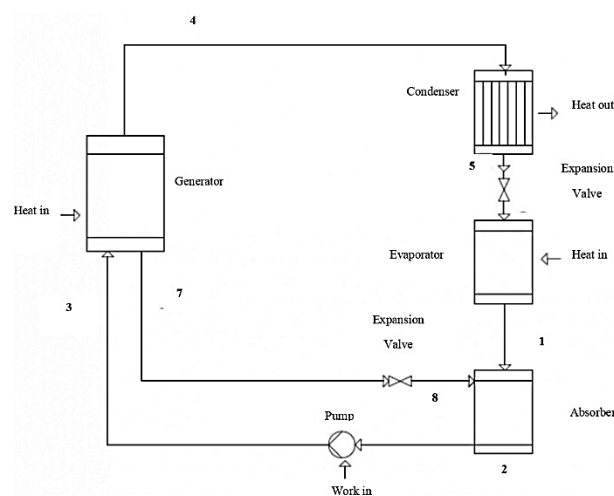 4
Condenser
Heat out
5
Expansion
Valve
Generator
Heat in
Evaporator
Heat in
3
7
Expansion
Valve
1
8
Absorber
Pump
2
Work in